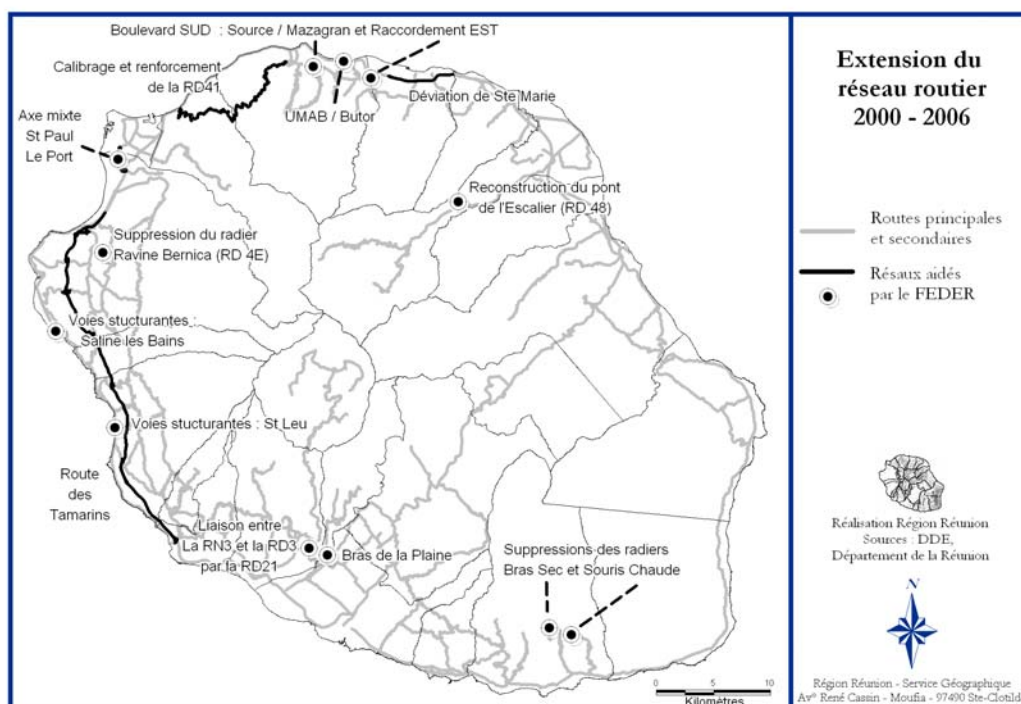 Boulevard SUD : Source / Mazagran et Raccordement EST
Calibrage et renforcement
de la RD41
Déviation de Ste Marie
UMAB / Butor
Axe mixte
St Paul
Le Port
Reconstruction du pont
de l'Escalier (RD 48)
Suppression du radier
Ravine Bernica (RD 4E)
Voies stucturantes :
Saline les Bains
Voies stucturantes : St Leu
Route
des
Tamarins
Liaison entre
La RN3 et la RD3
par la RD21
Bras de la Plaine
Suppressions des radiers
Bras Sec et Souris Chaude
0 5 10
Kilomètres
Extension du
réseau routier
2000 - 2006
Routes principales
et secondaires
Résaux aidés
par le FEDER
Réalisation Région Réunion
Sources : DDE,
Département de la Réunion
N
Région Réunion - Service Géographique
Av° René Cassin - Moufia - 97490 Ste-Clotild